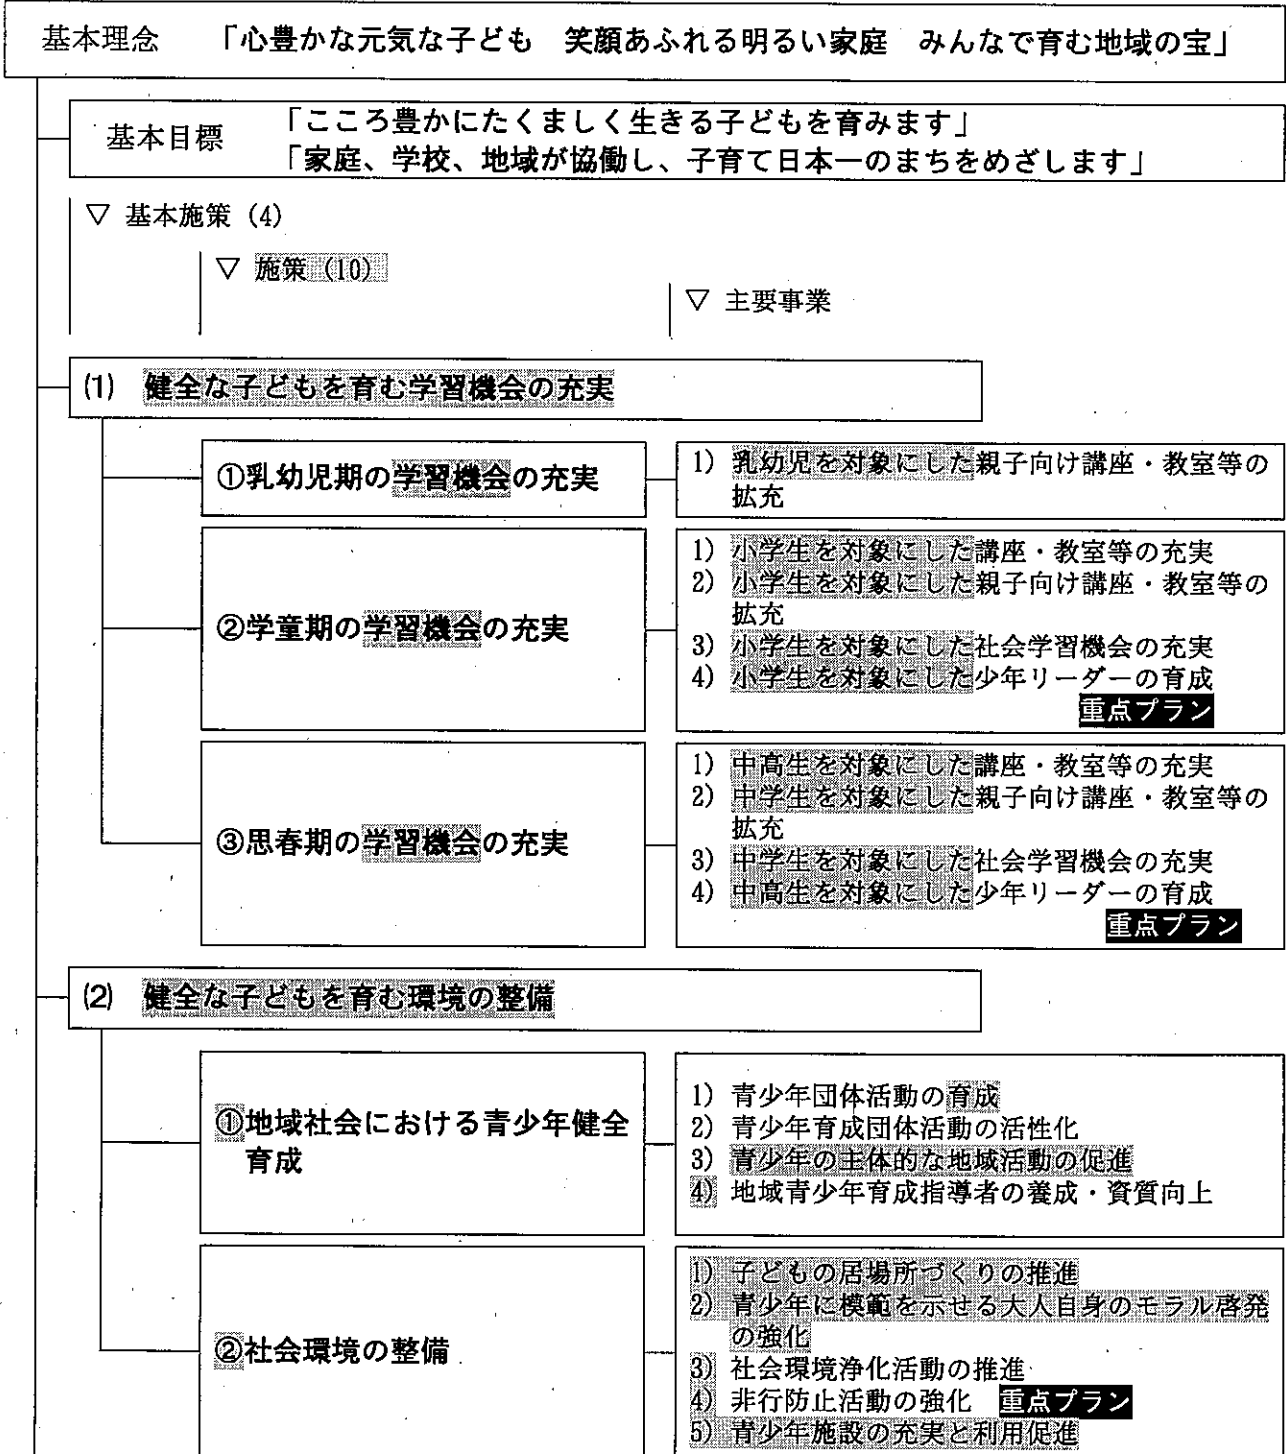 基本理念　「心豊かな元気な子ども　笑顔あふれる明るい家庭　みんなで育む地域の宝」
基本目標　「こころ豊かにたくましく生きる子どもを育みます」
「家庭、学校、地域が協働し、子育て日本一のまちをめざします」
▽ 基本施策 (4)
▽ 施策 (10)
▽ 主要事業
(1)　健全な子どもを育む学習機会の充実
①乳幼児期の学習機会の充実
1) 乳幼児を対象にした親子向け講座・教室等の
拡充
②学童期の学習機会の充実
1) 小学生を対象にした講座・教室等の充実
2) 小学生を対象にした親子向け講座・教室等の
拡充
3) 小学生を対象にした社会学習機会の充実
4) 小学生を対象にした少年リーダーの育成
重点プラン
③思春期の学習機会の充実
1) 中高生を対象にした講座・教室等の充実
2) 中学生を対象にした親子向け講座・教室等の
拡充
3) 中学生を対象にした社会学習機会の充実
4) 中高生を対象にした少年リーダーの育成
重点プラン
(2)　健全な子どもを育む環境の整備
①地域社会における青少年健全
育成
1) 青少年団体活動の育成
2) 青少年育成団体活動の活性化
3) 青少年の主体的な地域活動の促進
4) 地域青少年育成指導者の養成・資質向上
②社会環境の整備
1) 子どもの居場所づくりの推進
2) 青少年に模範を示せる大人自身のモラル啓発
の強化
3) 社会環境浄化活動の推進
4) 非行防止活動の強化　重点プラン
5) 青少年施設の充実と利用促進